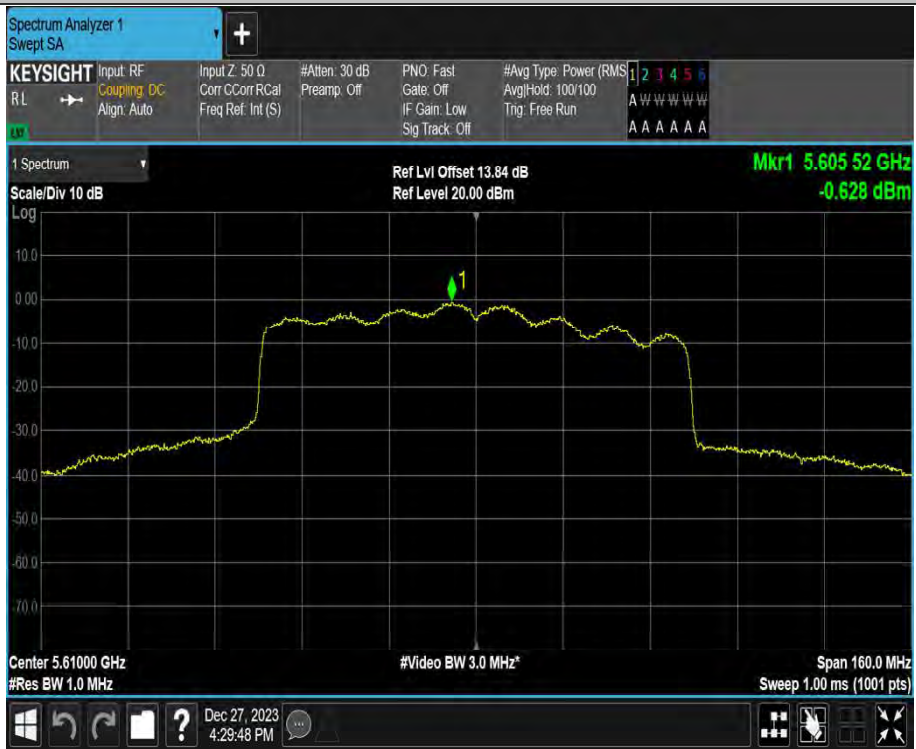 Spectrum Analyzer 1
Swept SA
+
KEYSIGHT
RL
LXI
Input: RF
Coupling: DC
Align: Auto
Input Z: 50 Ω
Corr CCorr RCal
Freq Ref: Int (S)
#Atten: 30 dB
Preamp: Off
PNO: Fast
Gate: Off
IF Gain: Low
Sig Track: Off
#Avg Type: Power (RMS
Avg|Hold: 100/100
Trig: Free Run
1 2 3 4 5 6
A W W W W W
A A A A A A
1 Spectrum
Scale/Div 10 dB
Ref Lvl Offset 13.84 dB
Ref Level 20.00 dBm
Mkr1 5.605 52 GHz
-0.628 dBm
Log
10.0
0.00
-10.0
-20.0
-30.0
-40.0
-50.0
-60.0
-70.0
1
Center 5.61000 GHz
#Res BW 1.0 MHz
#Video BW 3.0 MHz*
Span 160.0 MHz
Sweep 1.00 ms (1001 pts)
?
Dec 27, 2023
4:29:48 PM